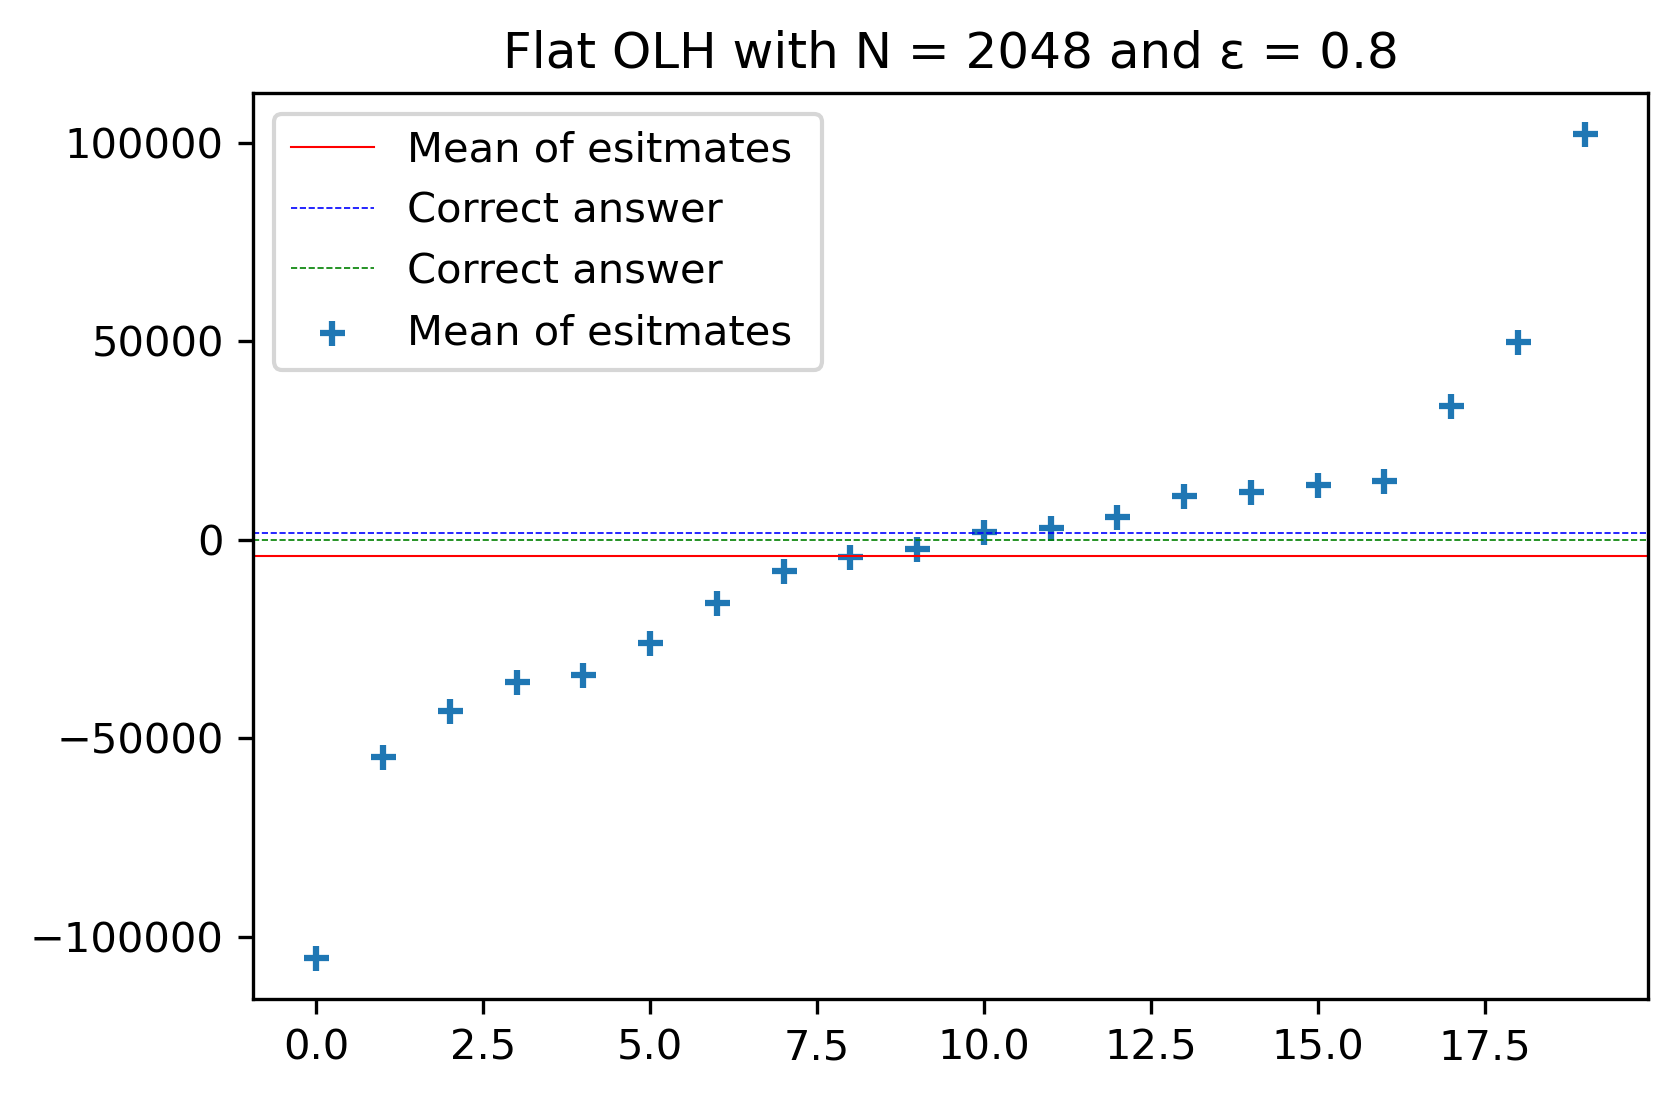 Flat OLH with N = 2048 and ε = 0.8
Mean of esitmates
Correct answer
Correct answer
Mean of esitmates
100000
50000
0
−50000
−100000
0.0 2.5 5.0 7.5 10.0 12.5 15.0 17.5